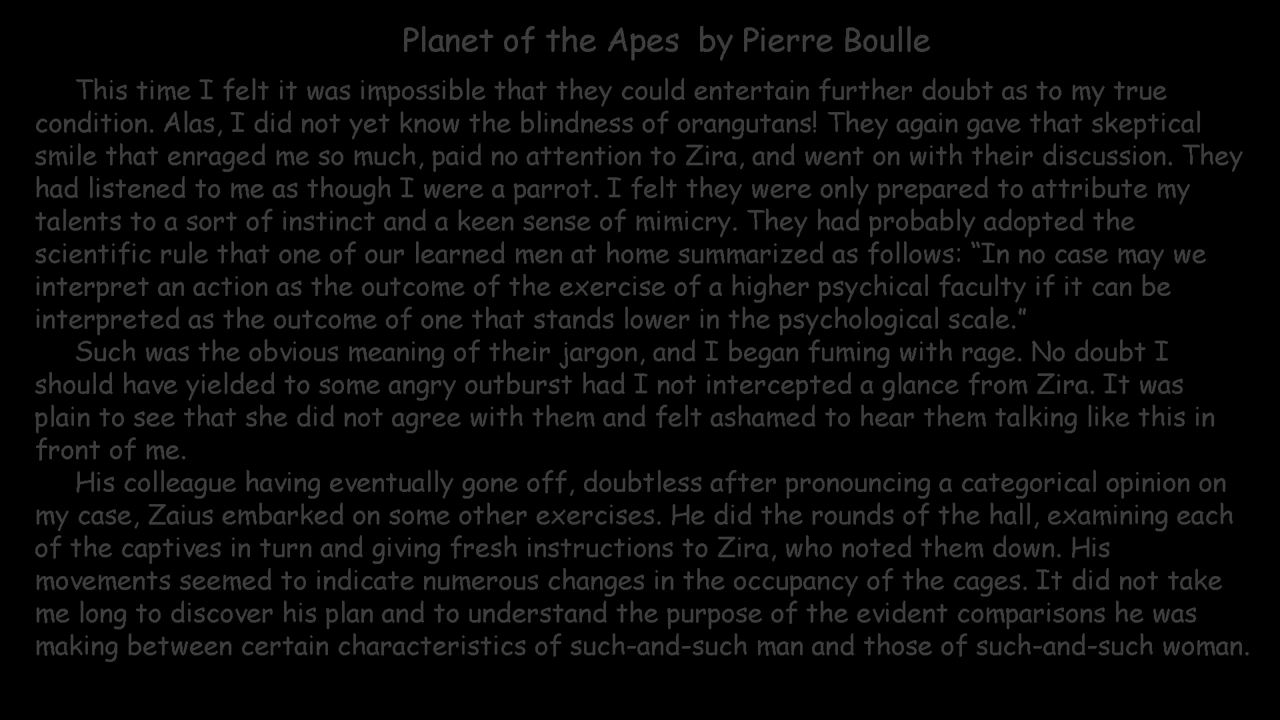 Planet of the Apes  by Pierre Boulle
This time I felt it was impossible that they could entertain further doubt as to my true
condition. Alas, I did not yet know the blindness of orangutans! They again gave that skeptical
smile that enraged me so much, paid no attention to Zira, and went on with their discussion. They
had listened to me as though I were a parrot. I felt they were only prepared to attribute my
talents to a sort of instinct and a keen sense of mimicry. They had probably adopted the
scientific rule that one of our learned men at home summarized as follows: “In no case may we
interpret an action as the outcome of the exercise of a higher psychical faculty if it can be
interpreted as the outcome of one that stands lower in the psychological scale.”
Such was the obvious meaning of their jargon, and I began fuming with rage. No doubt I
should have yielded to some angry outburst had I not intercepted a glance from Zira. It was
plain to see that she did not agree with them and felt ashamed to hear them talking like this in
front of me.
His colleague having eventually gone off, doubtless after pronouncing a categorical opinion on
my case, Zaius embarked on some other exercises. He did the rounds of the hall, examining each
of the captives in turn and giving fresh instructions to Zira, who noted them down. His
movements seemed to indicate numerous changes in the occupancy of the cages. It did not take
me long to discover his plan and to understand the purpose of the evident comparisons he was
making between certain characteristics of such-and-such man and those of such-and-such woman.